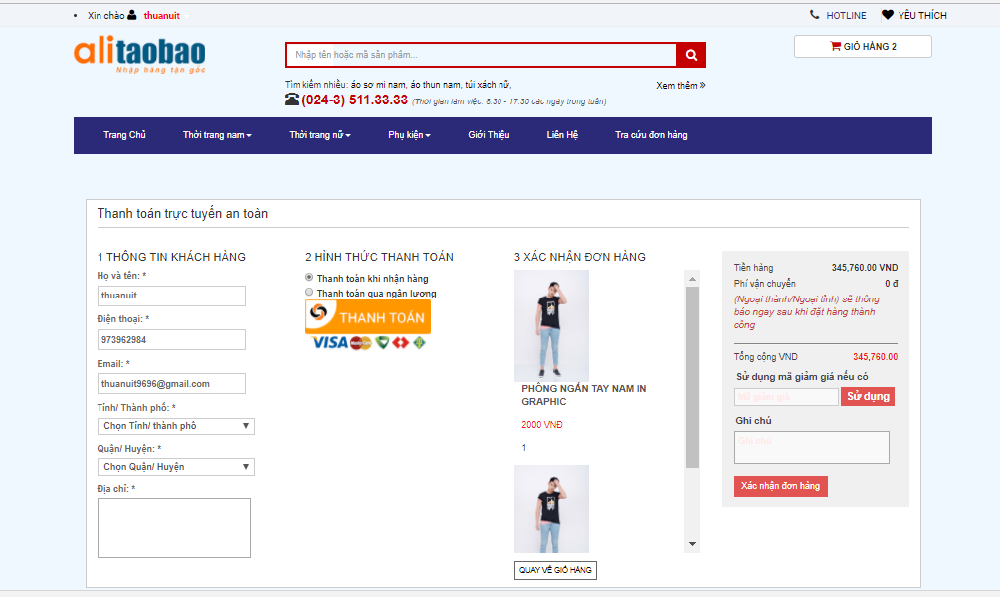 Xin chào thuanuit
HOTLINE YÊU THÍCH
alitaobao
Nhập hàng tận gốc
Nhập tên hoặc mã sản phẩm...
GIỎ HÀNG 2
Tìm kiếm nhiều: áo sơ mi nam, áo thun nam, túi xách nữ,
Xem thêm »
(024-3) 511.33.33 (Thời gian làm việc: 8:30 - 17:30 các ngày trong tuần)
Trang Chủ Thời trang nam Thời trang nữ Phụ kiện Giới Thiệu Liên Hệ Tra cứu đơn hàng
Thanh toán trực tuyến an toàn
1 THÔNG TIN KHÁCH HÀNG
Họ và tên: *
thuanuit
Điện thoại: *
973962984
Email: *
thuanuit9696@gmail.com
Tỉnh/ Thành phố: *
Chọn Tỉnh/ thành phố
Quận/ Huyện: *
Chọn Quận/ Huyện
Địa chỉ: *
2 HÌNH THỨC THANH TOÁN
Thanh toán khi nhận hàng
Thanh toán qua ngân lượng
THANH TOÁN
VISA MasterCard
3 XÁC NHẬN ĐƠN HÀNG
PHÔNG NGẮN TAY NAM IN
GRAPHIC
2000 VNĐ
1
QUAY VỀ GIỎ HÀNG
Tiền hàng 345,760.00 VND
Phí vận chuyển 0 đ
(Ngoại thành/Ngoại tỉnh) sẽ thông
báo ngay sau khi đặt hàng thành
công
Tổng cộng VND 345,760.00
Sử dụng mã giảm giá nếu có
Mã giảm giá Sử dụng
Ghi chú
Ghi chú
Xác nhận đơn hàng